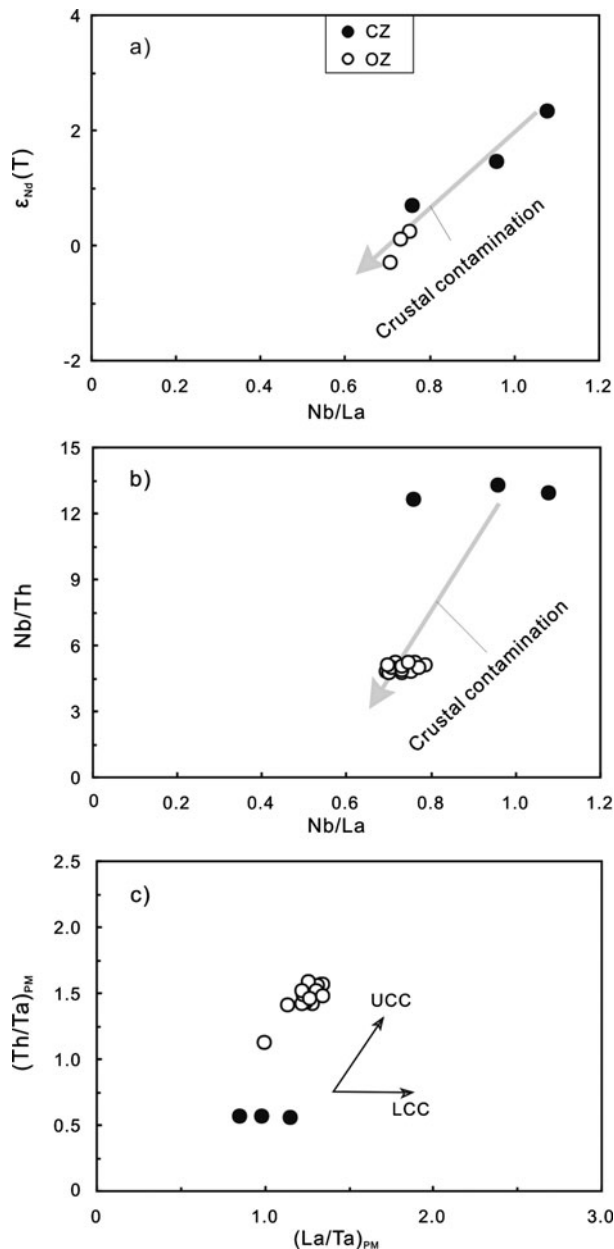 a)
CZ
OZ
4
2
0
-2
εNd(T)
Crustal contamination
0 0.2 0.4 0.6 0.8 1.0 1.2
Nb/La
b)
15
12
9
6
3
0
Nb/Th
Crustal contamination
0 0.2 0.4 0.6 0.8 1.0 1.2
Nb/La
c)
2.5
2.0
1.5
1.0
0.5
0
(Th/Ta)PM
UCC
LCC
0 1.0 2.0 3.0
(La/Ta)PM